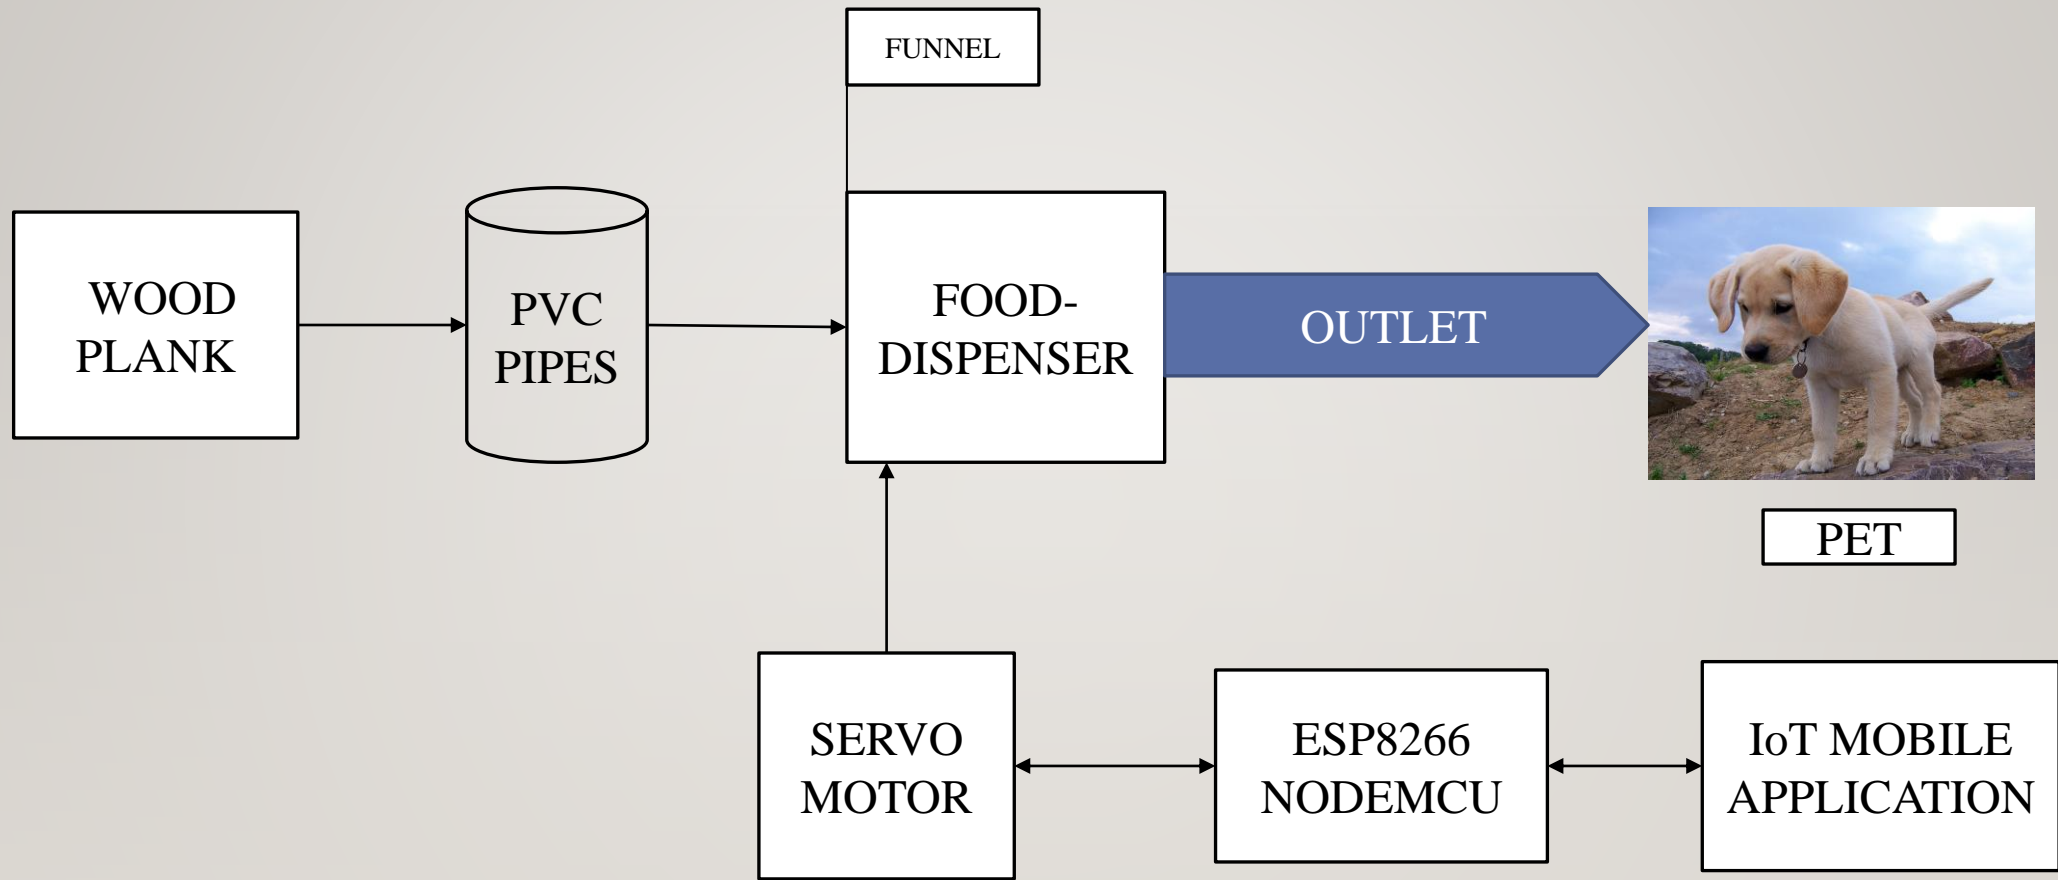 FUNNEL
WOOD
PLANK
PVC
PIPES
FOOD-
DISPENSER
OUTLET
PET
SERVO
MOTOR
ESP8266
NODEMCU
IoT MOBILE
APPLICATION